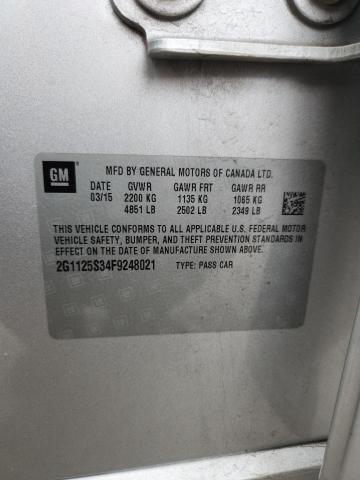 GM
MFD BY GENERAL MOTORS OF CANADA LTD.
DATE GVWR GAWR FRT GAWR RR
03/15 2200 KG 1135 KG 1065 KG
4851 LB 2502 LB 2349 LB
THIS VEHICLE CONFORMS TO ALL APPLICABLE U.S. FEDERAL MOTOR
VEHICLE SAFETY, BUMPER, AND THEFT PREVENTION STANDARDS IN
EFFECT ON THE DATE OF MANUFACTURE SHOWN ABOVE.
2G1125S34F9248021 TYPE: PASS CAR